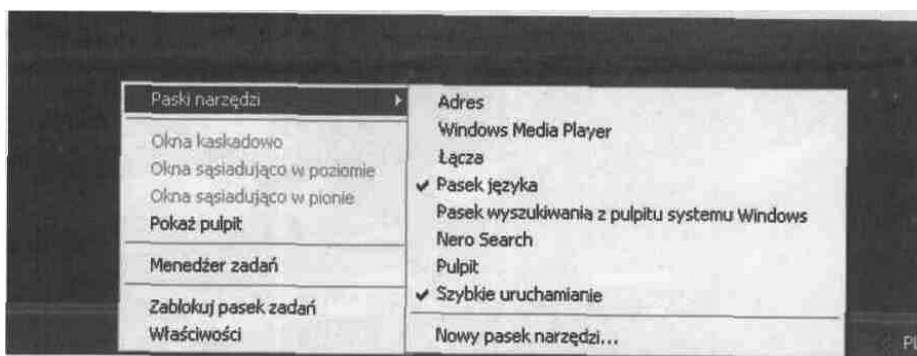 Paski narzędzi
Okna kaskadowo
Okna sąsiadująco w poziomie
Okna sąsiadująco w pionie
Pokaż pulpit
Menedżer zadań
Zablokuj pasek zadań
Właściwości
Adres
Windows Media Player
Łącza
Pasek języka
Pasek wyszukiwania z pulpitu systemu Windows
Nero Search
Pulpit
Szybkie uruchamianie
Nowy pasek narzędzi...